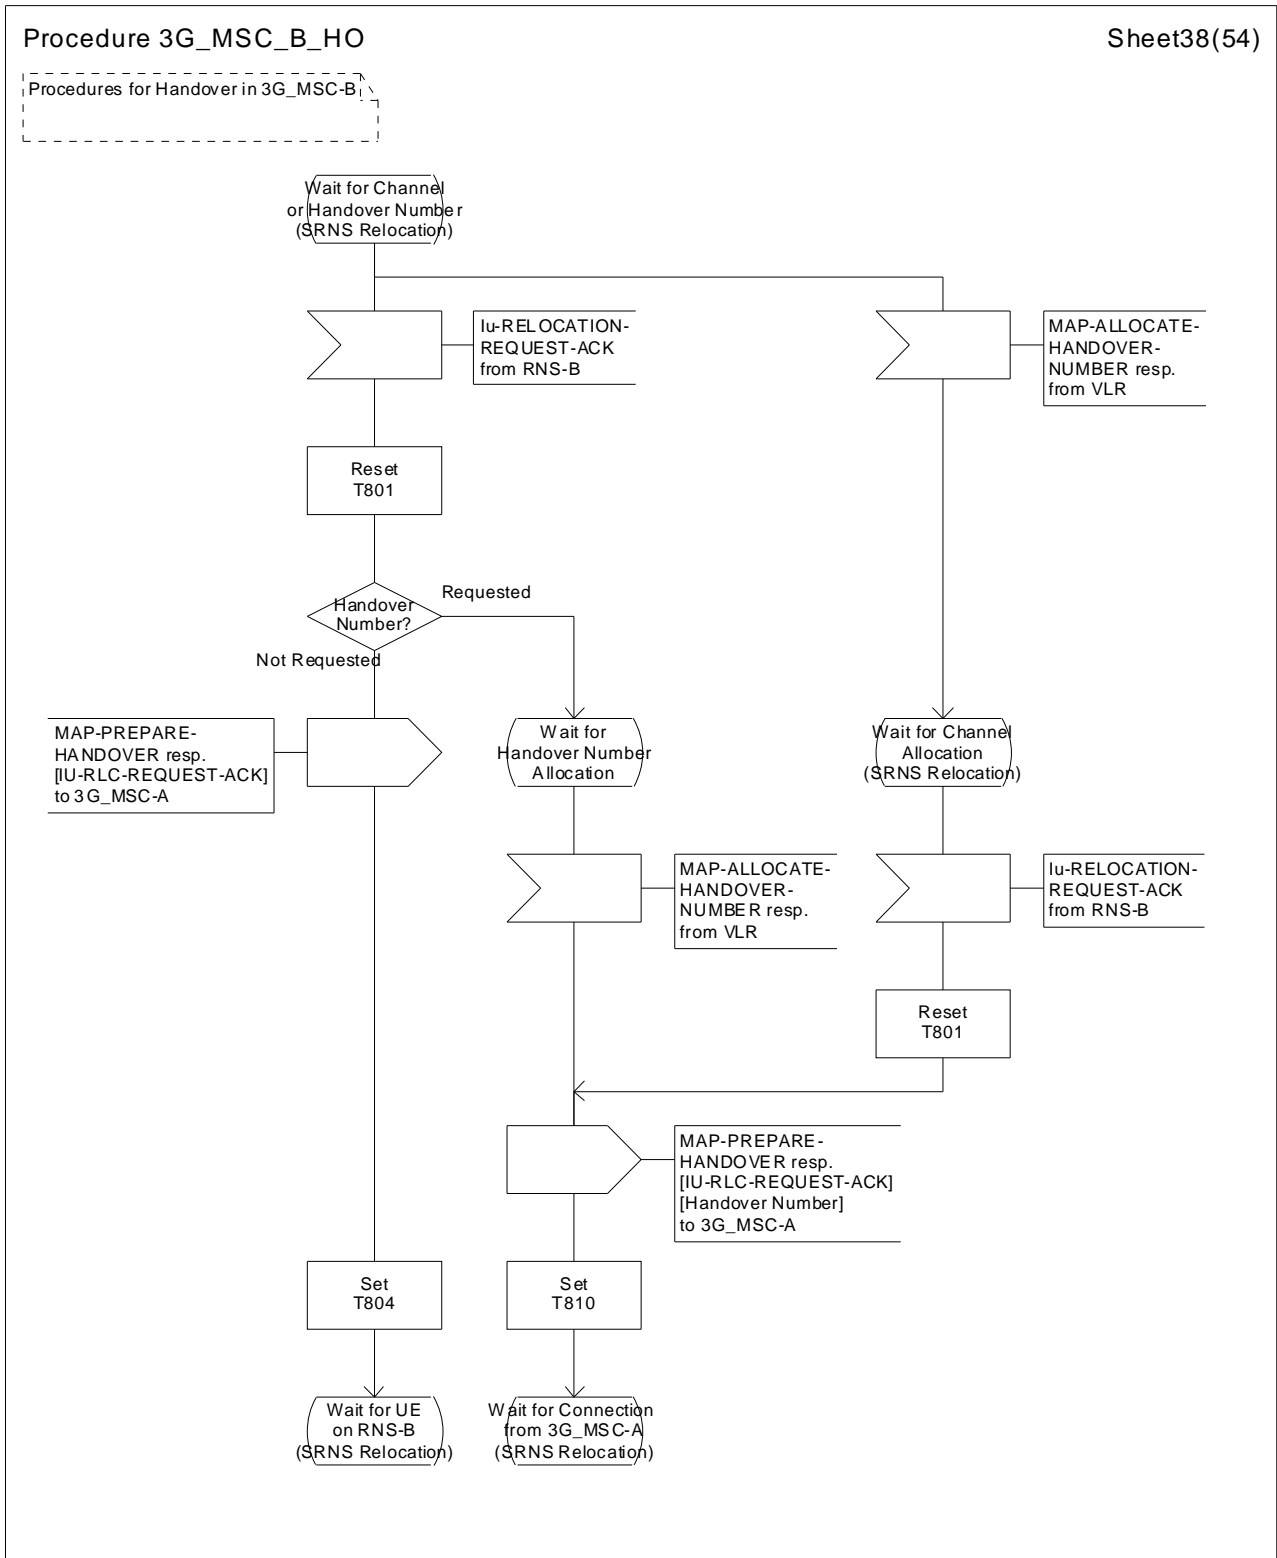 Procedure 3G_MSC_B_HO
Sheet38(54)
Procedures for Handover in 3G_MSC-B
Wait for Channel
or Handover Number
(SRNS Relocation)
Iu-RELOCATION-
REQUEST-ACK
from RNS-B
MAP-ALLOCATE-
HANDOVER-
NUMBER resp.
from VLR
Reset
T801
Handover
Number?
Requested
Not Requested
MAP-PREPARE-
HANDOVER resp.
[IU-RLC-REQUEST-ACK]
to 3G_MSC-A
Wait for
Handover Number
Allocation
Wait for Channel
Allocation
(SRNS Relocation)
MAP-ALLOCATE-
HANDOVER-
NUMBER resp.
from VLR
Iu-RELOCATION-
REQUEST-ACK
from RNS-B
Reset
T801
MAP-PREPARE-
HANDOVER resp.
[IU-RLC-REQUEST-ACK]
[Handover Number]
to 3G_MSC-A
Set
T804
Set
T810
Wait for UE
on RNS-B
(SRNS Relocation)
Wait for Connection
from 3G_MSC-A
(SRNS Relocation)